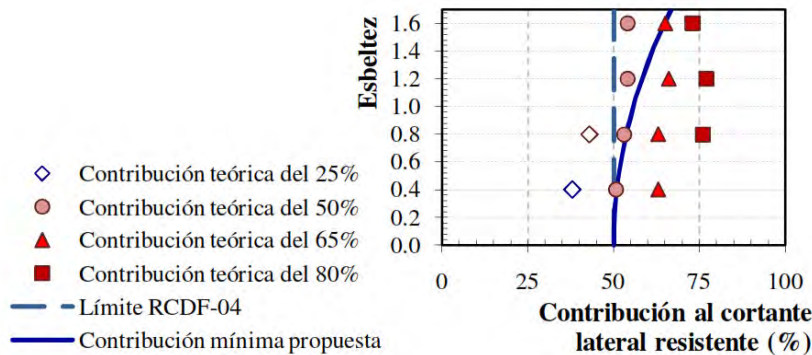 Contribución teórica del 25%
Contribución teórica del 50%
Contribución teórica del 65%
Contribución teórica del 80%
Límite RCDF-04
Contribución mínima propuesta
Esbeltez
1.6
1.4
1.2
1.0
0.8
0.6
0.4
0.2
0.0
0 25 50 75 100
Contribución al cortante
lateral resistente (%)